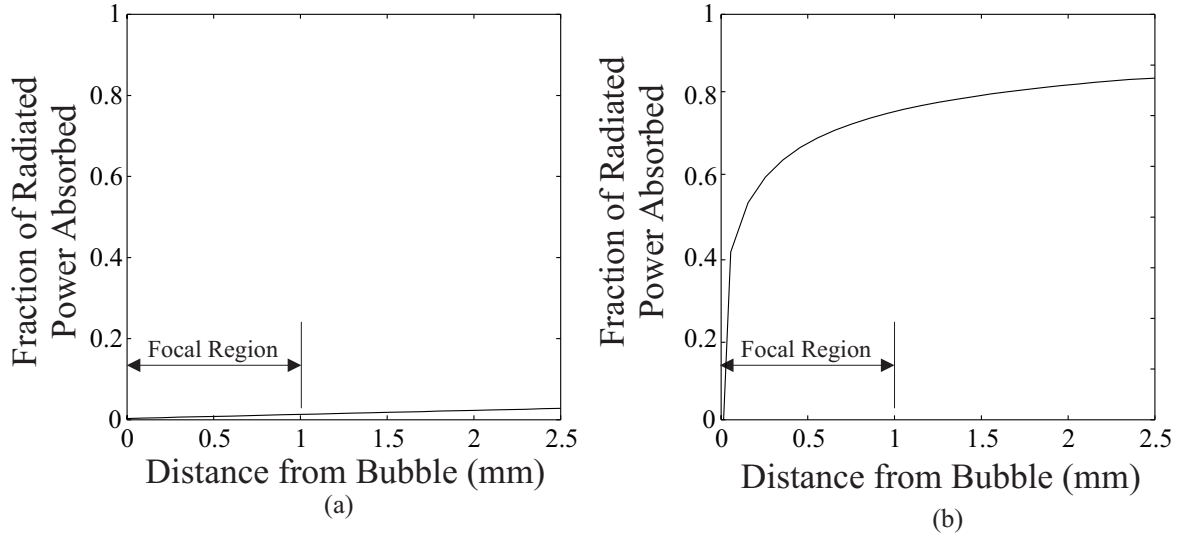 1
0.8
0.6
0.4
0.2
0
Fraction of Radiated
Power Absorbed
Focal Region
0 0.5 1 1.5 2 2.5
Distance from Bubble (mm)
(a)
1
0.8
0.6
0.4
0.2
0
Fraction of Radiated
Power Absorbed
Focal Region
0 0.5 1 1.5 2 2.5
Distance from Bubble (mm)
(b)